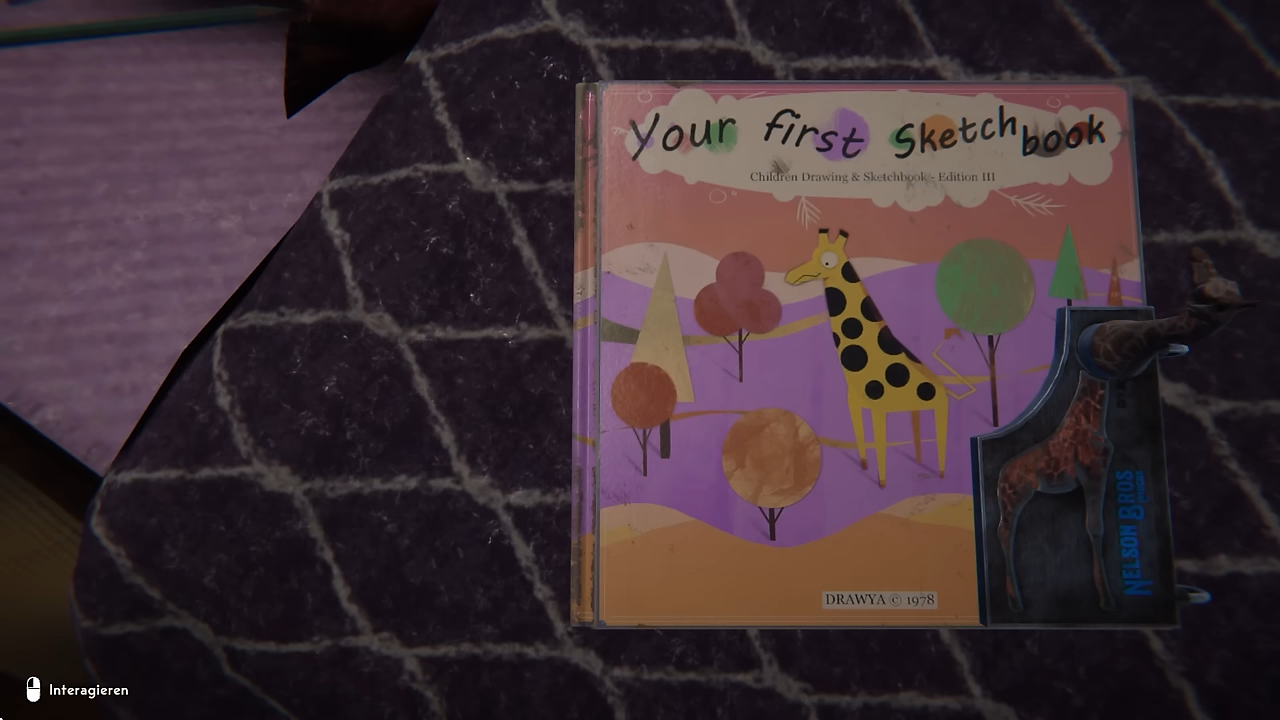 Your first Sketchbook
Children Drawing & Sketchbook - Edition III
NELSON BROS
DRAWYA © 1978
Interagieren